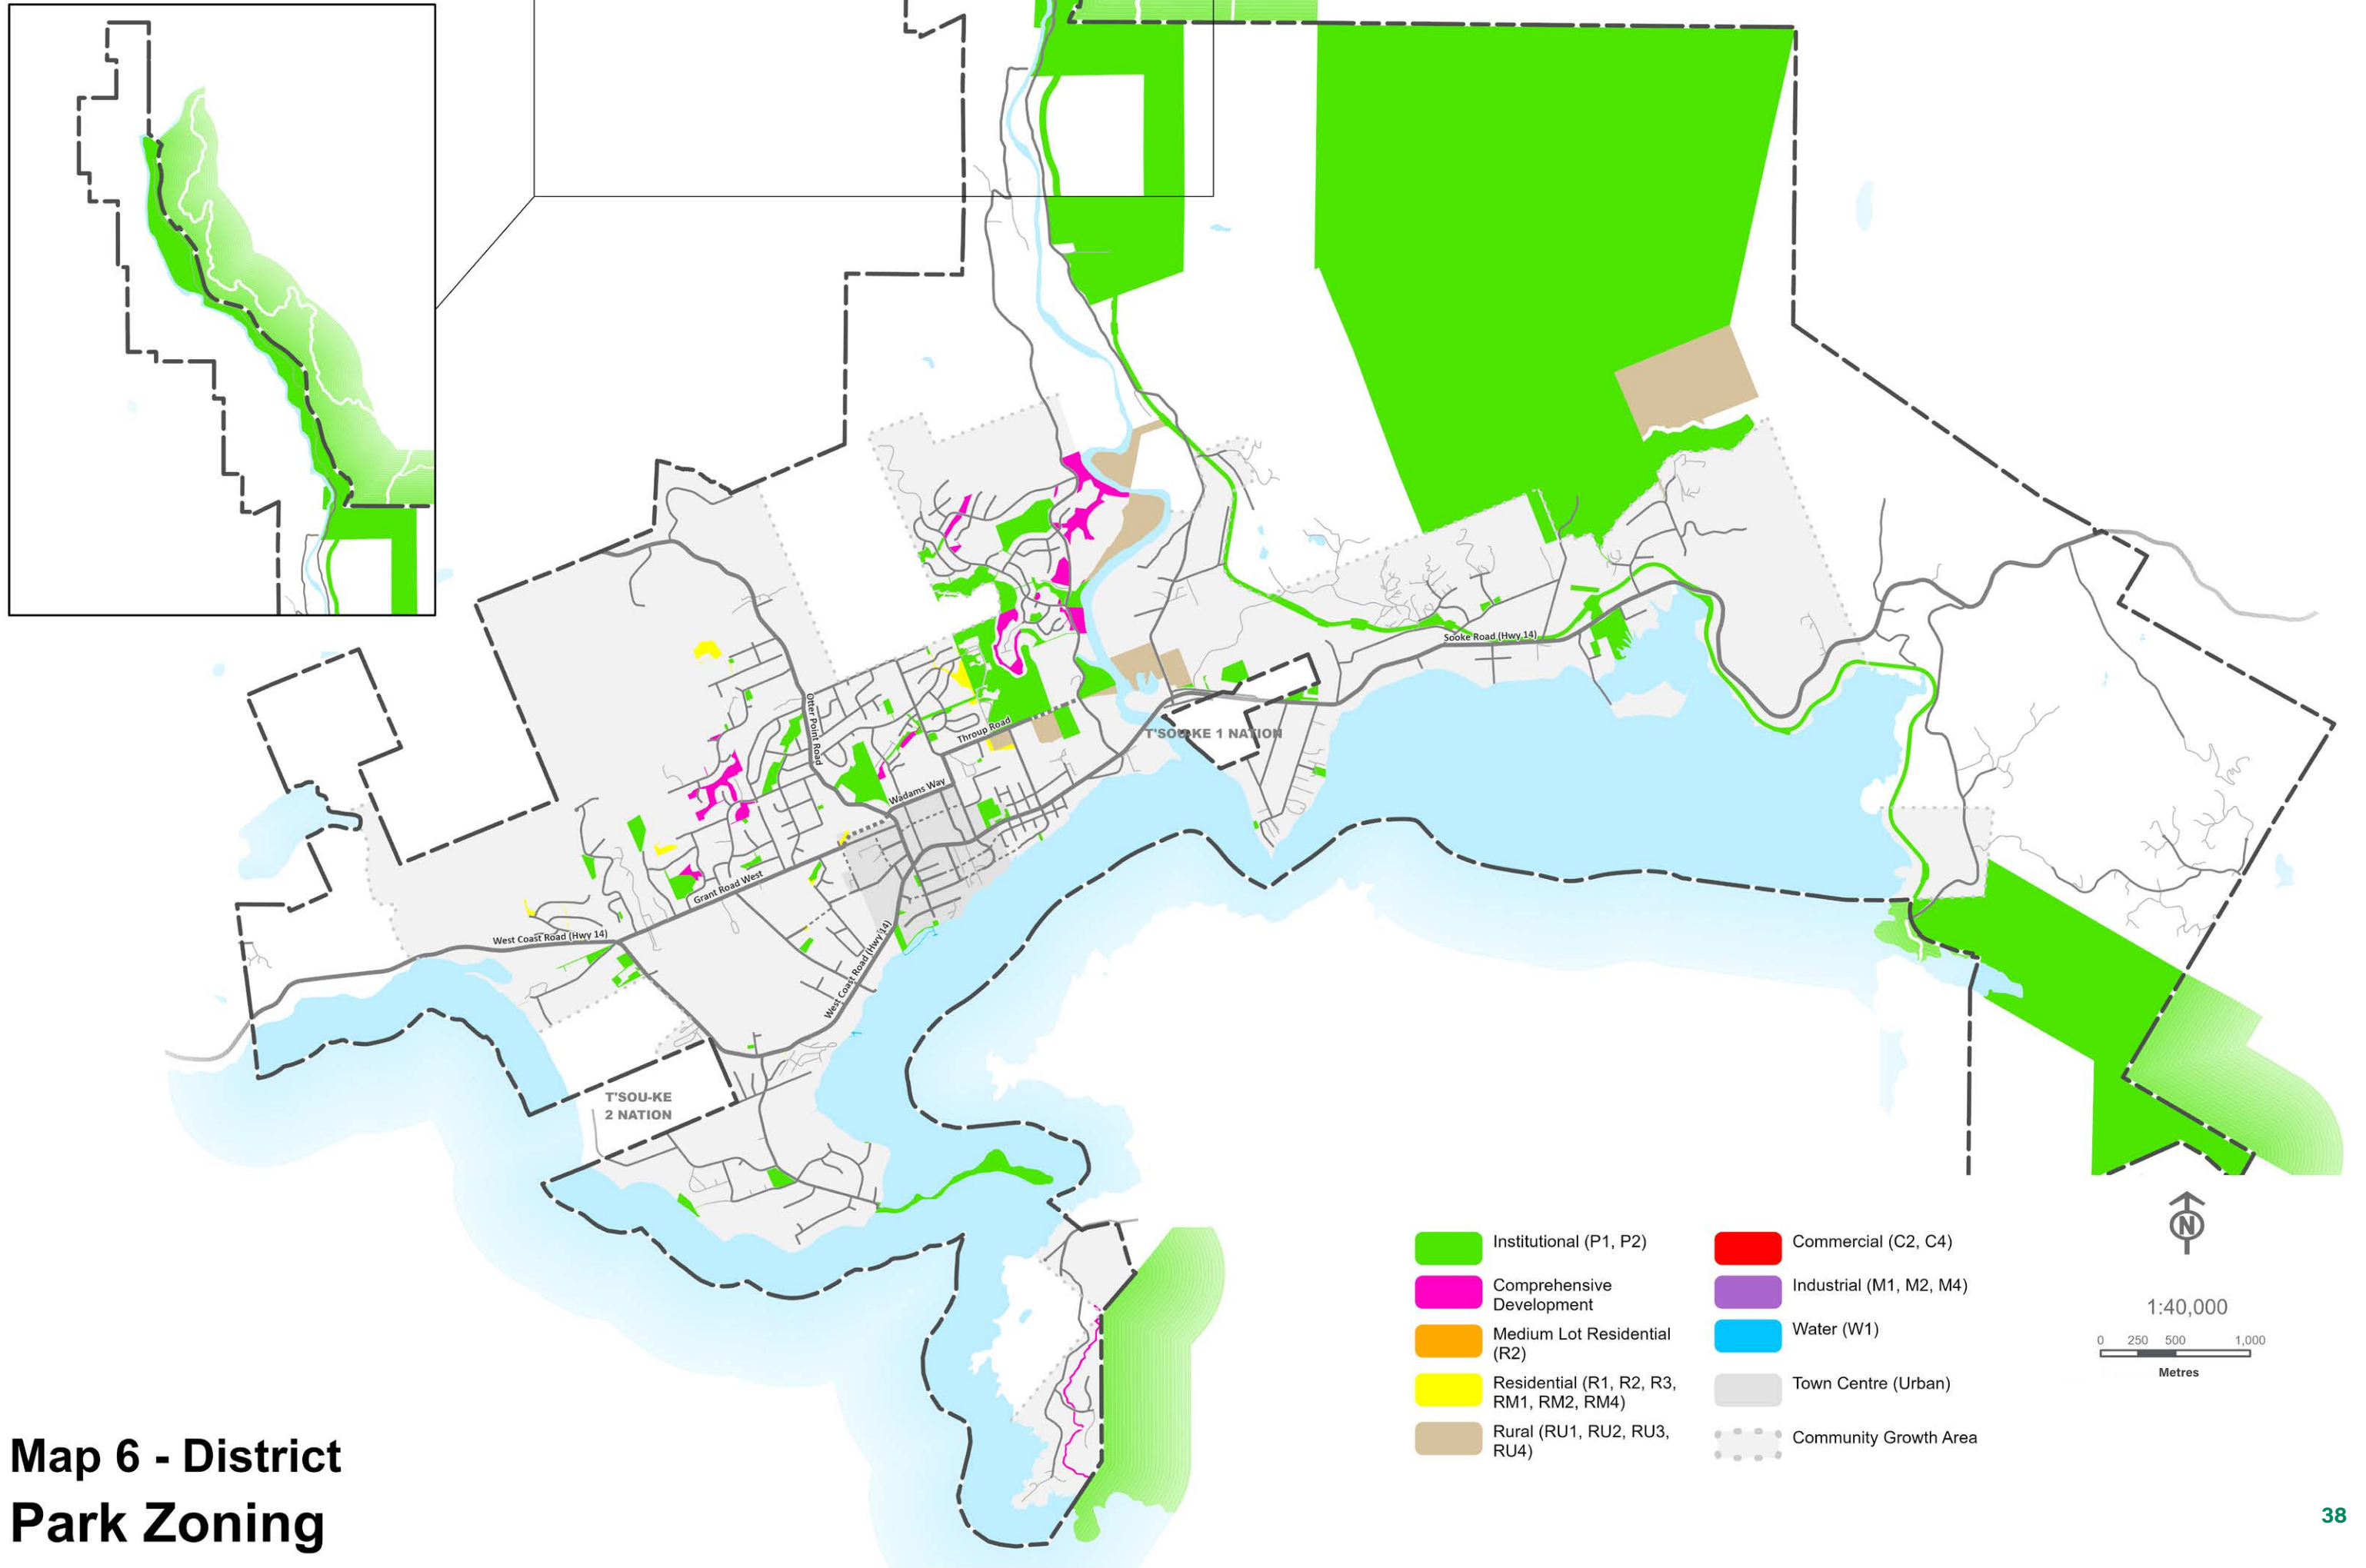 Sooke Road (Hwy 14)
Otter Point Road
Throup Road
T'SOU-KE 1 NATION
Wadams Way
Grant Road West
West Coast Road (Hwy 14)
West Coast Road (Hwy 14)
T'SOU-KE
2 NATION
Institutional (P1, P2)
Comprehensive
Development
Medium Lot Residential
(R2)
Residential (R1, R2, R3,
RM1, RM2, RM4)
Rural (RU1, RU2, RU3,
RU4)
Commercial (C2, C4)
Industrial (M1, M2, M4)
Water (W1)
Town Centre (Urban)
Community Growth Area
N
1:40,000
0 250 500 1,000
Metres
Map 6 - District
Park Zoning
38